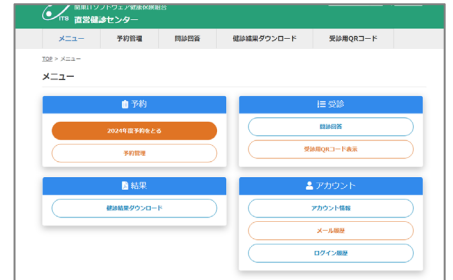 関東ITソフトウェア健康保険組合
ITS 直営健診センター
メニュー 予約管理 問診回答 健診結果ダウンロード 受診用QRコード
TOP > メニュー
メニュー
予約
2024年度予約をとる
予約管理
受診
問診回答
受診用QRコード表示
結果
健診結果ダウンロード
アカウント
アカウント情報
メール履歴
ログイン履歴